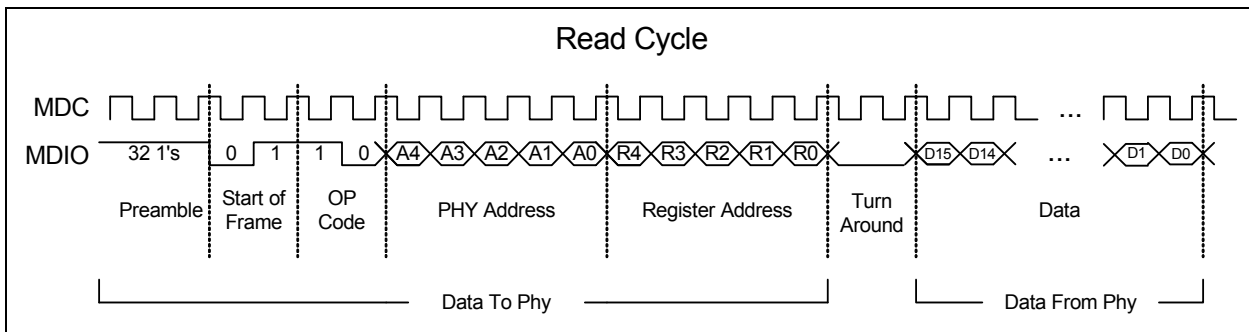 Read Cycle
MDC
...
MDIO
32 1's 0 1 1 0 A4 A3 A2 A1 A0 R4 R3 R2 R1 R0 D15 D14 ... D1 D0
Preamble
Start of
Frame
OP
Code
PHY Address
Register Address
Turn
Around
Data
Data To Phy
Data From Phy